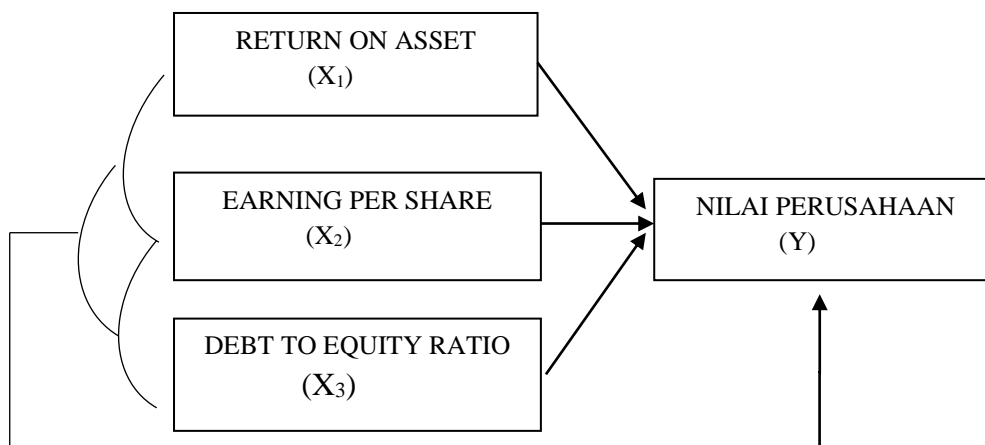 RETURN ON ASSET
(X₁)
EARNING PER SHARE
(X₂)
NILAI PERUSAHAAN
(Y)
DEBT TO EQUITY RATIO
(X₃)